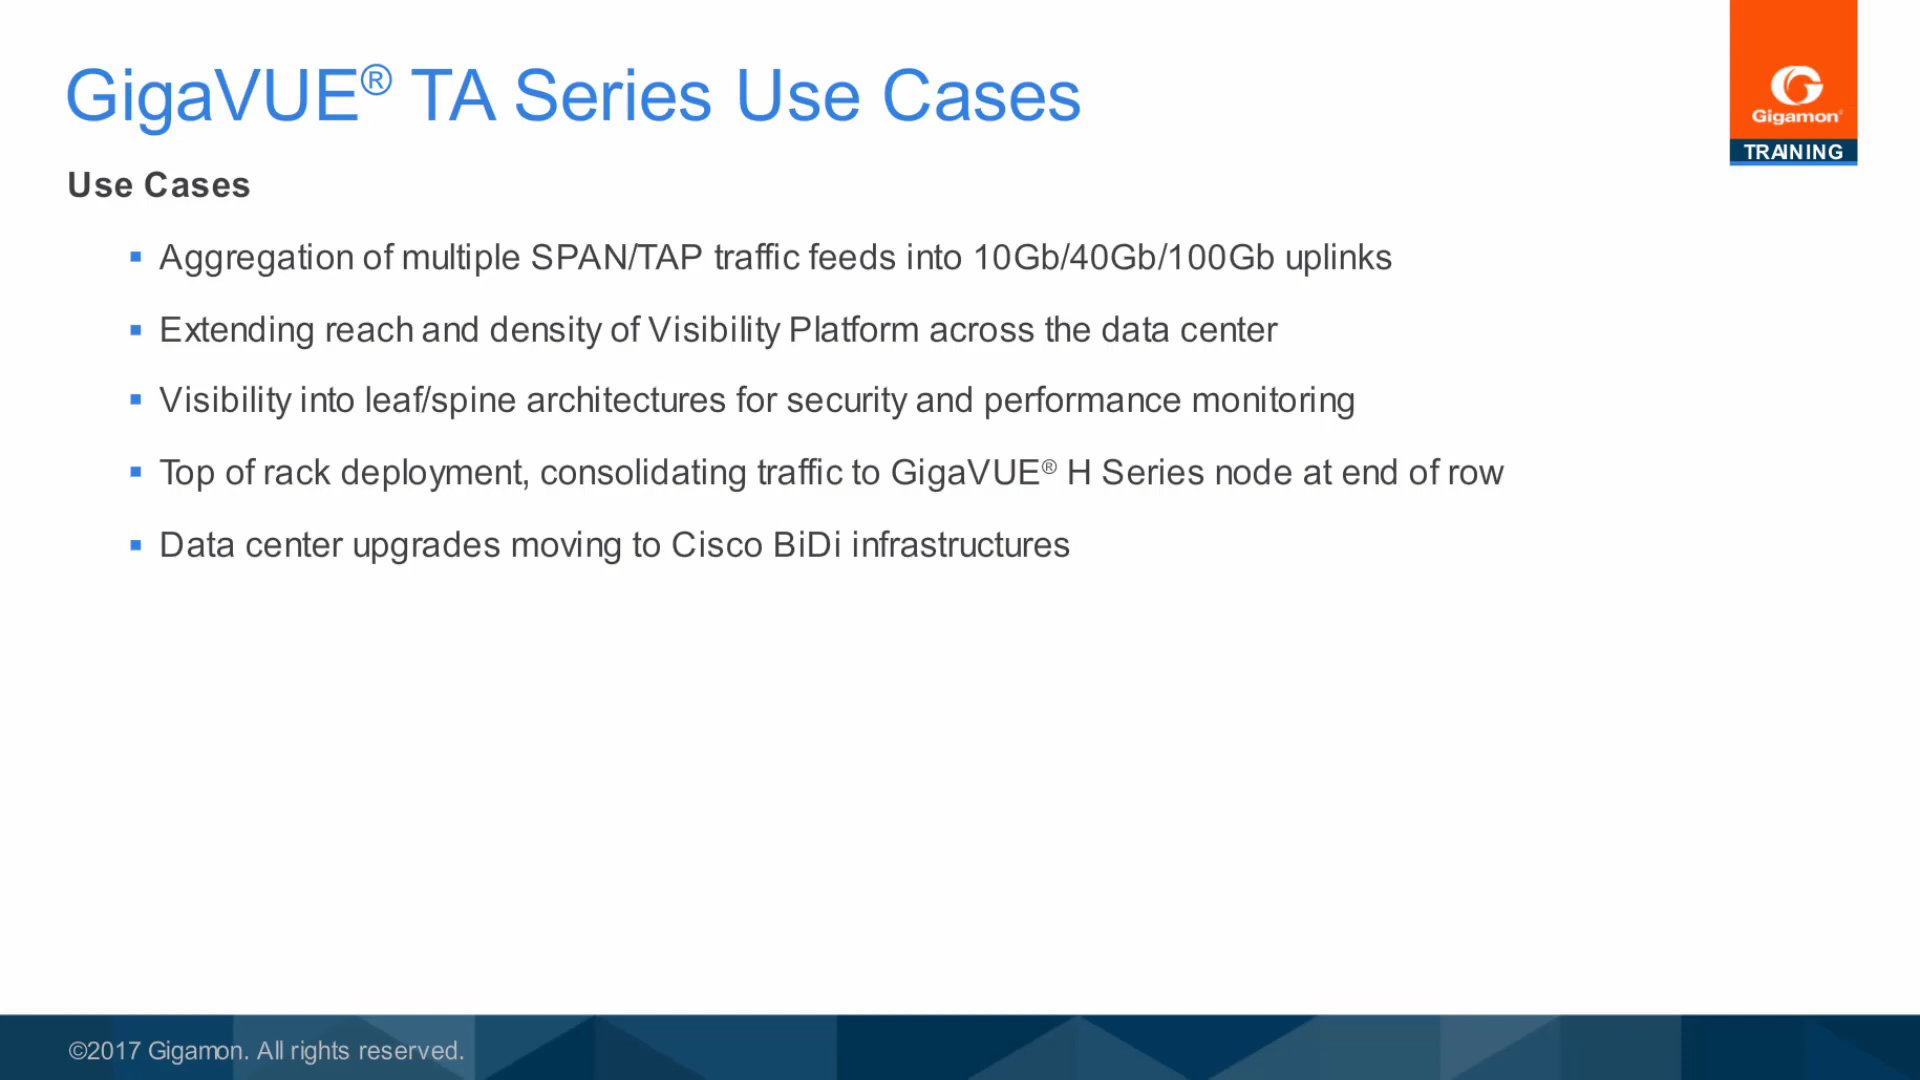 GigaVUE® TA Series Use Cases
Gigamon®
TRAINING
Use Cases
▪ Aggregation of multiple SPAN/TAP traffic feeds into 10Gb/40Gb/100Gb uplinks
▪ Extending reach and density of Visibility Platform across the data center
▪ Visibility into leaf/spine architectures for security and performance monitoring
▪ Top of rack deployment, consolidating traffic to GigaVUE® H Series node at end of row
▪ Data center upgrades moving to Cisco BiDi infrastructures
©2017 Gigamon. All rights reserved.